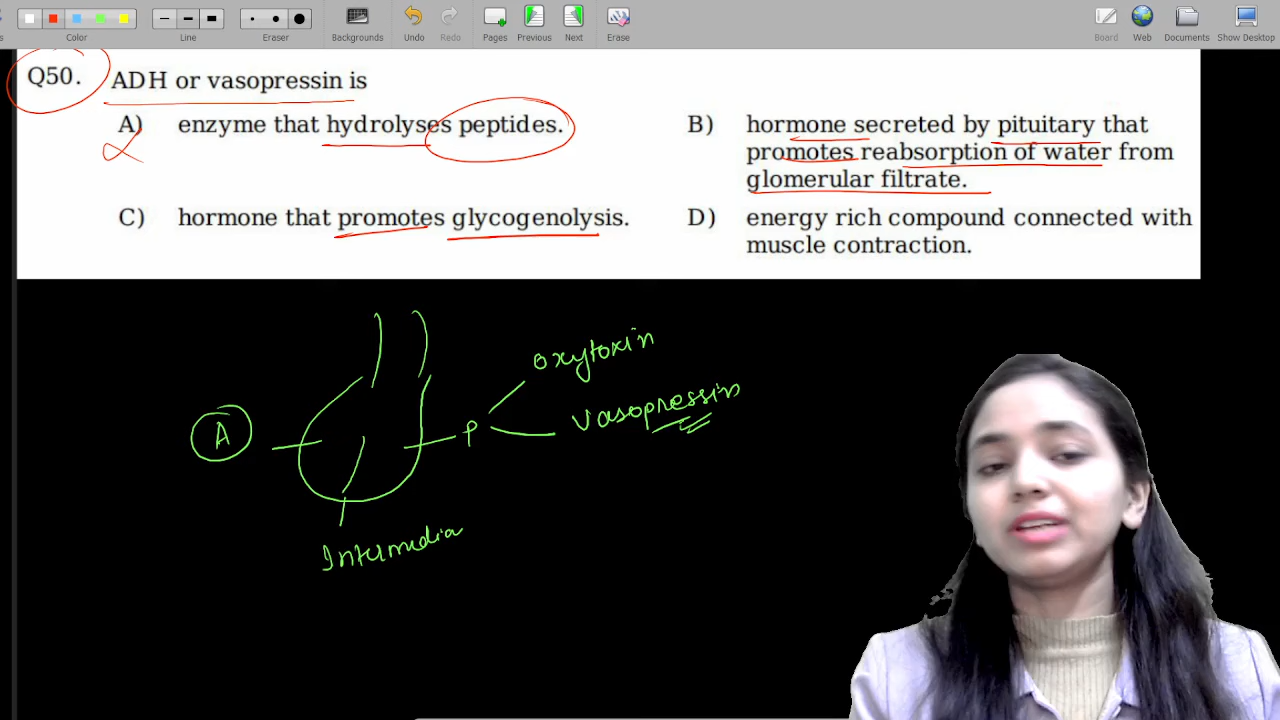 Color
Line
Eraser
Backgrounds
Undo
Redo
Pages
Previous
Next
Erase
Board
Web
Documents
Show Desktop
Q50. ADH or vasopressin is
A) enzyme that hydrolyses peptides.
B) hormone secreted by pituitary that
promotes reabsorption of water from
glomerular filtrate.
C) hormone that promotes glycogenolysis.
D) energy rich compound connected with
muscle contraction.
oxytoxin
A
P
vasopressin
Intermedia